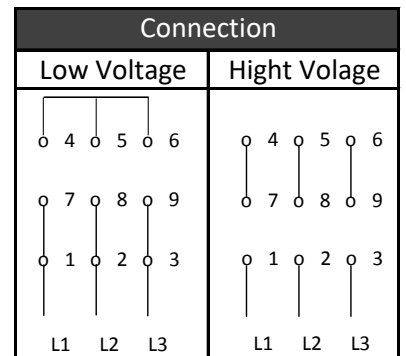 Connection
Low Voltage
Hight Volage
o 4 o 5 o 6
o 7 o 8 o 9
o 1 o 2 o 3
L1 L2 L3
o 4 o 5 o 6
o 7 o 8 o 9
o 1 o 2 o 3
L1 L2 L3